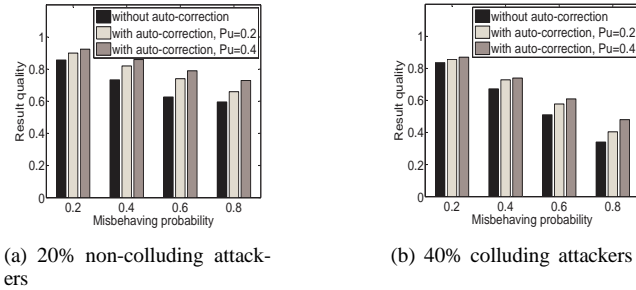 without auto-correction
with auto-correction, Pu=0.2
with auto-correction, Pu=0.4
1
0.8
0.6
0.4
0.2
0
Result quality
0.2 0.4 0.6 0.8
Misbehaving probability
(a) 20% non-colluding attack-
ers
without auto-correction
with auto-correction, Pu=0.2
with auto-correction, Pu=0.4
1
0.8
0.6
0.4
0.2
0
Result quality
0.2 0.4 0.6 0.8
Misbehaving probability
(b) 40% colluding attackers